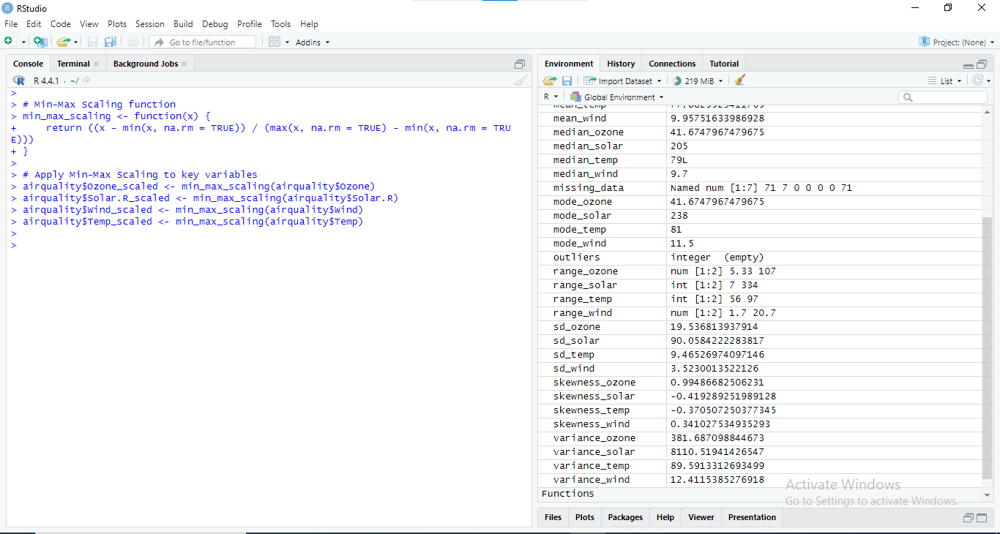 RStudio
File Edit Code View Plots Session Build Debug Profile Tools Help
Go to file/function Addins Project: (None)
Console Terminal Background Jobs
R 4.4.1 · ~/
>
> # Min-Max Scaling function
> min_max_scaling <- function(x) {
+     return ((x - min(x, na.rm = TRUE)) / (max(x, na.rm = TRUE) - min(x, na.rm = TRU
E)))
+ }
>
> # Apply Min-Max Scaling to key variables
> airquality$Ozone_scaled <- min_max_scaling(airquality$Ozone)
> airquality$Solar.R_scaled <- min_max_scaling(airquality$Solar.R)
> airquality$Wind_scaled <- min_max_scaling(airquality$Wind)
> airquality$Temp_scaled <- min_max_scaling(airquality$Temp)
>
>
Environment History Connections Tutorial
Import Dataset 219 MiB List
R Global Environment
mean_temp
mean_wind 9.95751633986928
median_ozone 41.6747967479675
median_solar 205
median_temp 79L
median_wind 9.7
missing_data Named num [1:7] 71 7 0 0 0 0 71
mode_ozone 41.6747967479675
mode_solar 238
mode_temp 81
mode_wind 11.5
outliers integer (empty)
range_ozone num [1:2] 5.33 107
range_solar int [1:2] 7 334
range_temp int [1:2] 56 97
range_wind num [1:2] 1.7 20.7
sd_ozone 19.536813937914
sd_solar 90.0584222283817
sd_temp 9.46526974097146
sd_wind 3.5230013522126
skewness_ozone 0.99486682506231
skewness_solar -0.419289251989128
skewness_temp -0.370507250377345
skewness_wind 0.341027534935293
variance_ozone 381.687098844673
variance_solar 8110.51941426547
variance_temp 89.5913312693499
variance_wind 12.4115385276918
Functions
Activate Windows
Go to Settings to activate Windows.
Files Plots Packages Help Viewer Presentation